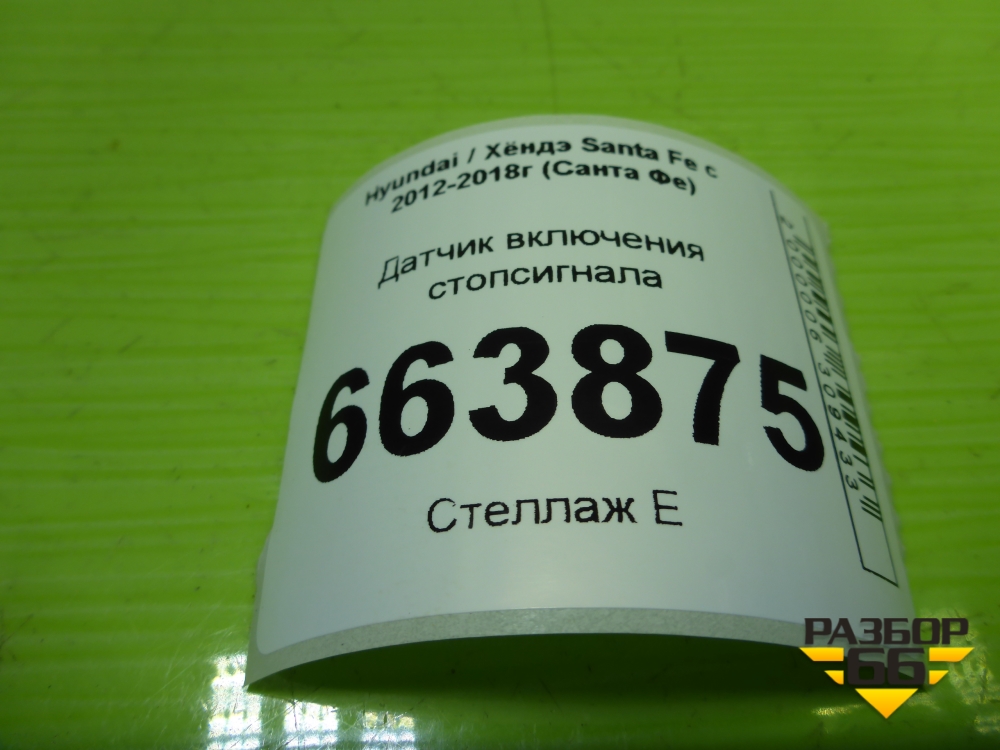 Hyundai / Хёндэ Santa Fe с
2012-2018г (Санта Фе)
Датчик включения
стопсигнала
663875
Стеллаж Е
РАЗБОР
66